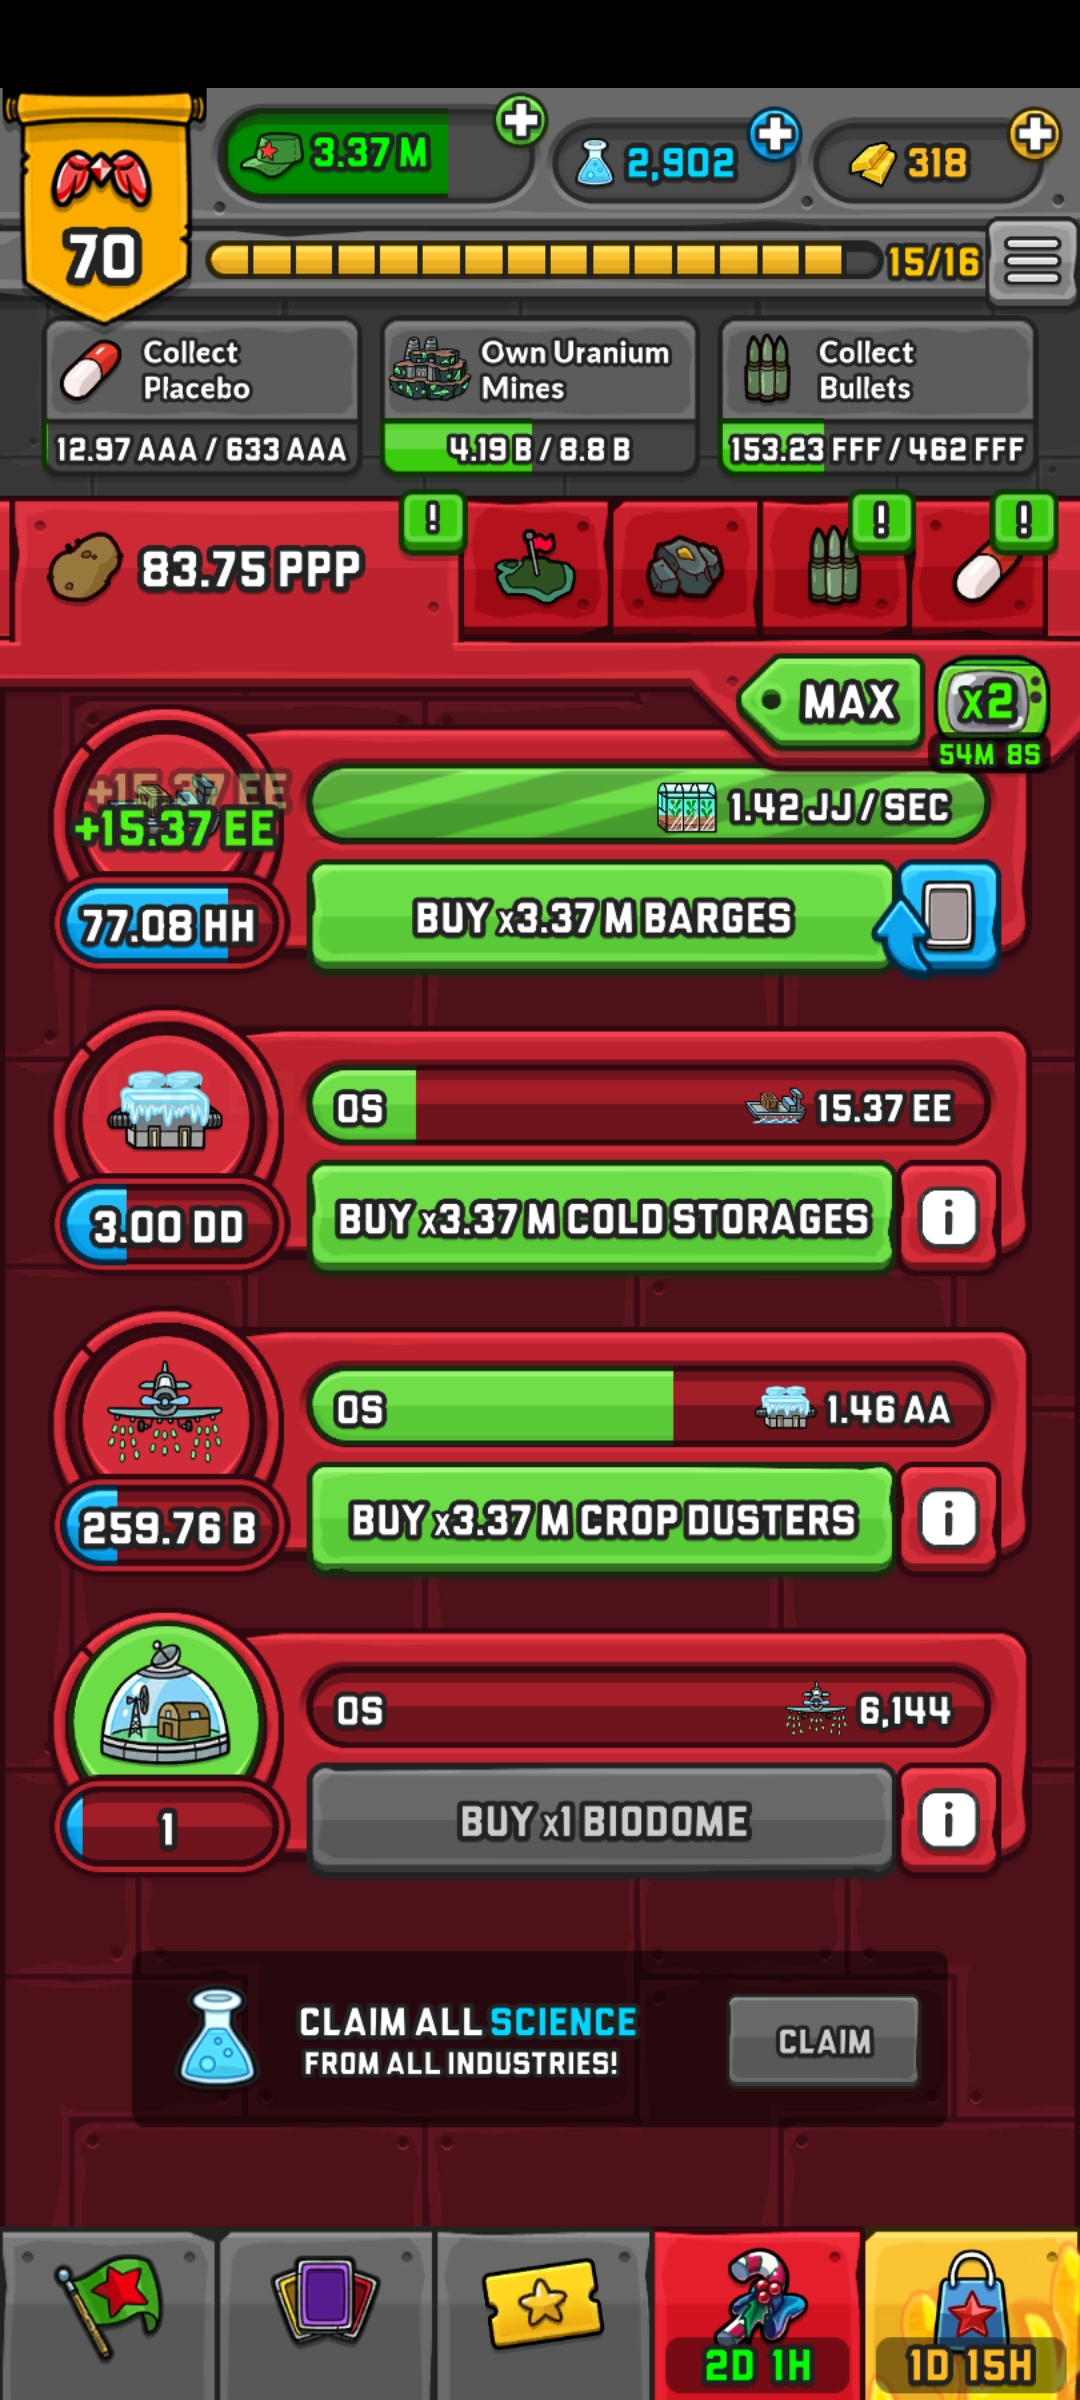 3.37 M
2,902
318
70
15/16
Collect
Placebo
12.97 AAA / 633 AAA
Own Uranium
Mines
4.19 B / 8.8 B
Collect
Bullets
153.23 FFF / 462 FFF
83.75 PPP
!
!
!
MAX
x2
54M 8S
+15.37 EE
+15.37 EE
1.42 JJ / SEC
77.08 HH
BUY x3.37 M BARGES
0S
15.37 EE
3.00 DD
BUY x3.37 M COLD STORAGES
i
0S
1.46 AA
259.76 B
BUY x3.37 M CROP DUSTERS
i
0S
6,144
1
BUY x1 BIODOME
i
CLAIM ALL SCIENCE
FROM ALL INDUSTRIES!
CLAIM
2D 1H
1D 15H